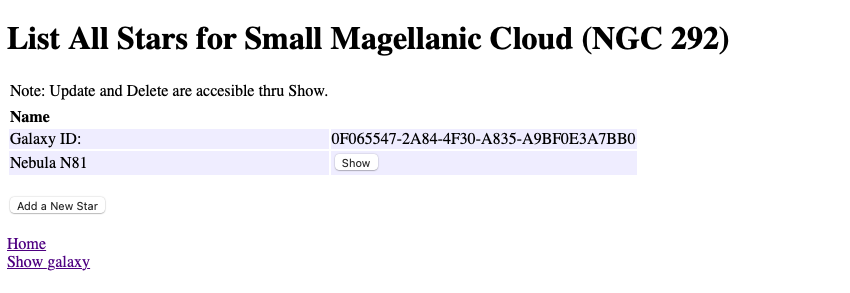 List All Stars for Small Magellanic Cloud (NGC 292)
Note: Update and Delete are accesible thru Show.
Name
Galaxy ID: 0F065547-2A84-4F30-A835-A9BF0E3A7BB0
Nebula N81 Show
Add a New Star
Home
Show galaxy